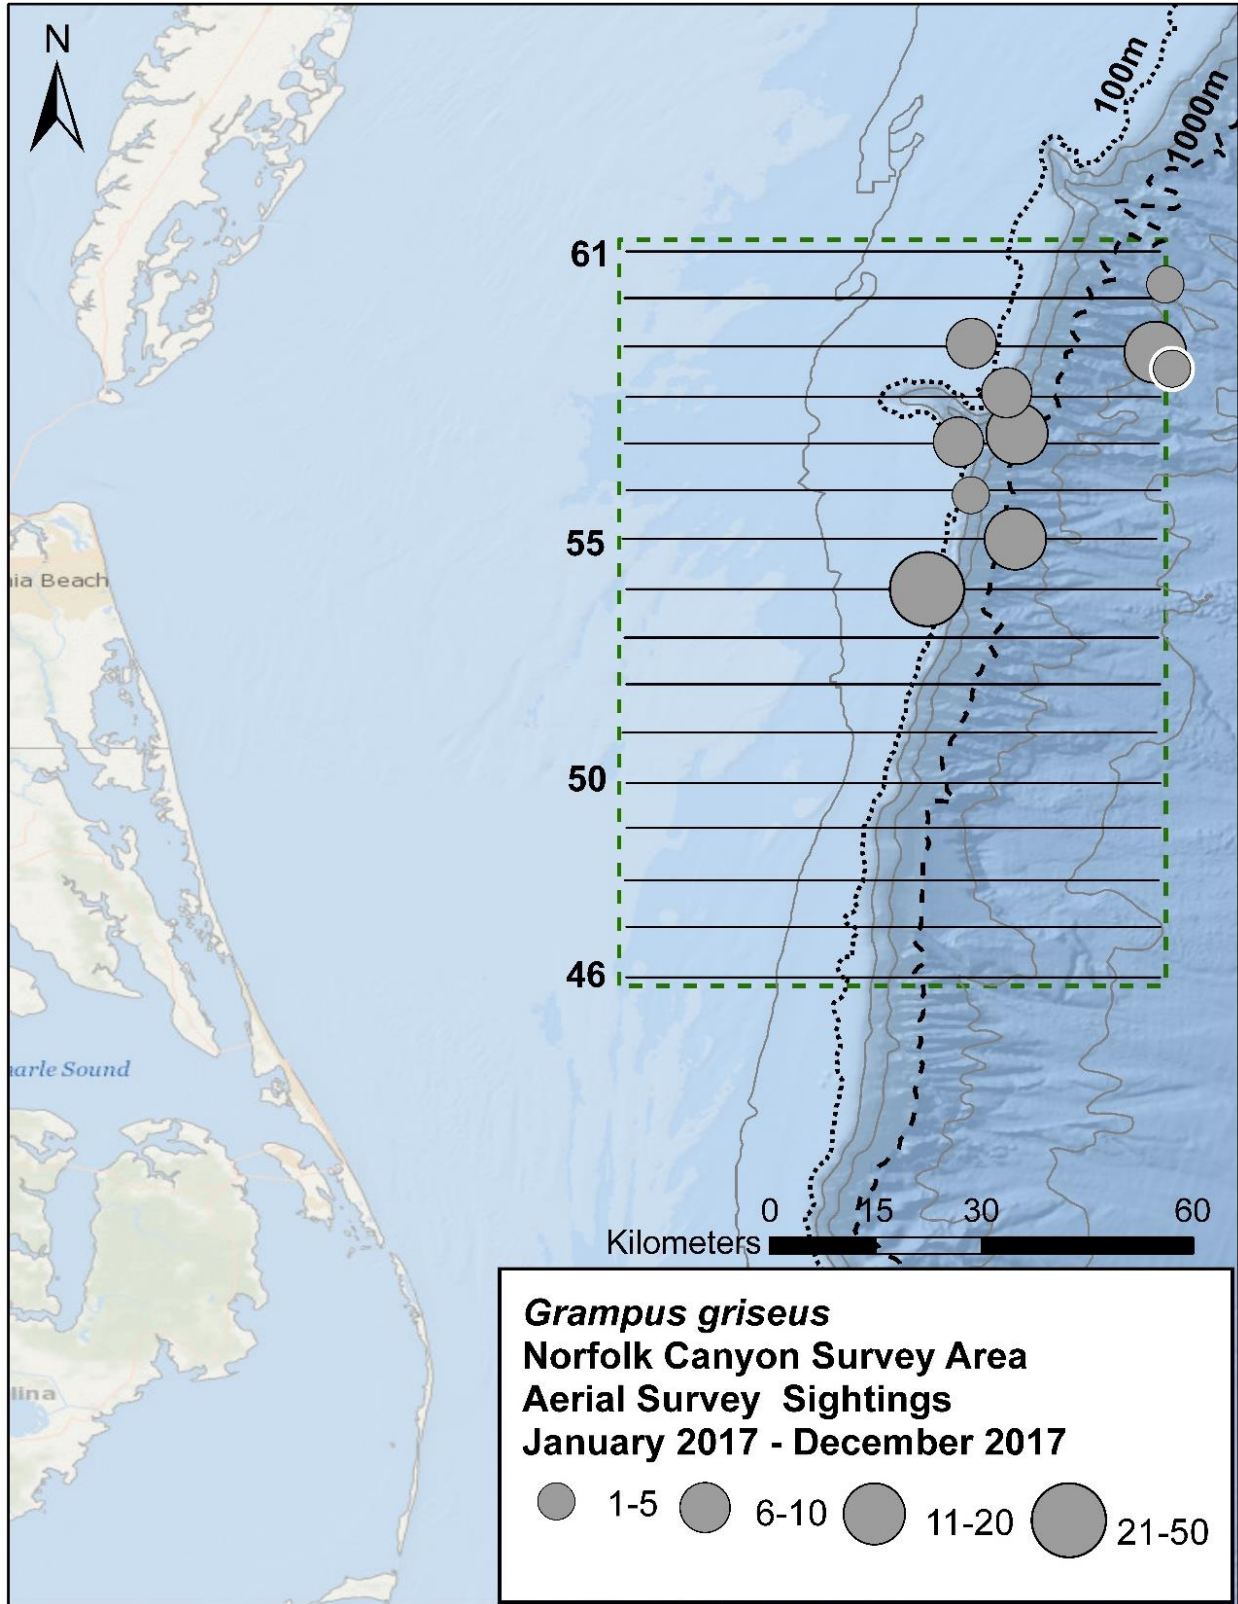 N
100m
1000m
61
55
nia Beach
50
46
arle Sound
0 15 30 60
Kilometers
lina
Grampus griseus
Norfolk Canyon Survey Area
Aerial Survey Sightings
January 2017 - December 2017
1-5 6-10 11-20 21-50